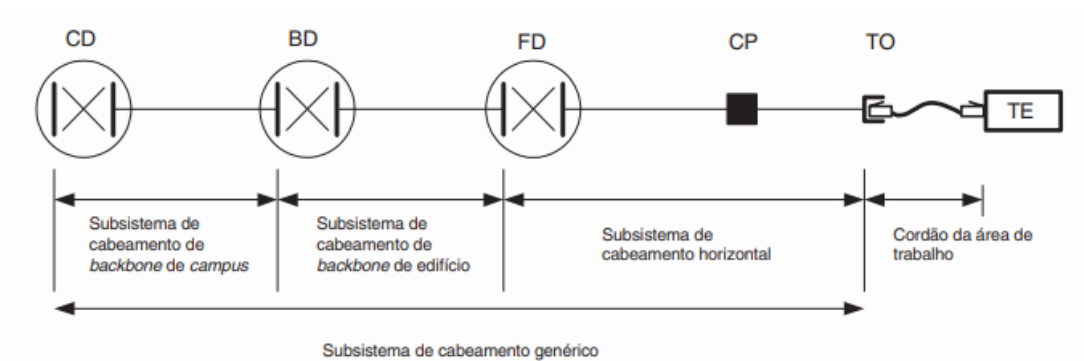 CD
BD
FD
CP
TO
TE
Subsistema de
cabeamento de
backbone de campus
Subsistema de
cabeamento de
backbone de edifício
Subsistema de
cabeamento horizontal
Cordão da área de
trabalho
Subsistema de cabeamento genérico